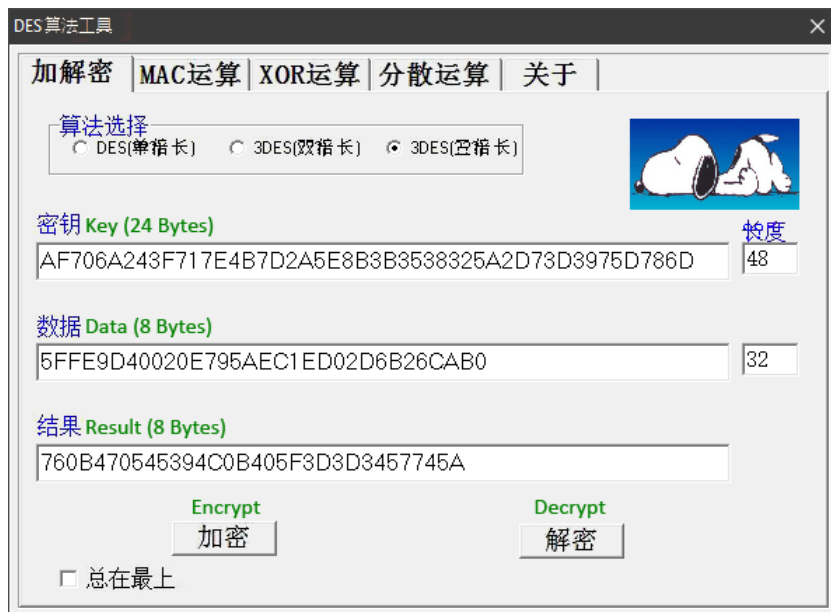 DES算法工具
加解密 MAC运算 XOR运算 分散运算 关于
算法选择
DES(单倍长) 3DES(双倍长) 3DES(三倍长)
密钥 Key (24 Bytes) 长度
AF706A243F717E4B7D2A5E8B3B3538325A2D73D3975D786D 48
数据 Data (8 Bytes)
5FFE9D40020E795AEC1ED02D6B26CAB0 32
结果 Result (8 Bytes)
760B470545394C0B405F3D3D3457745A
Encrypt Decrypt
加密 解密
总在最上